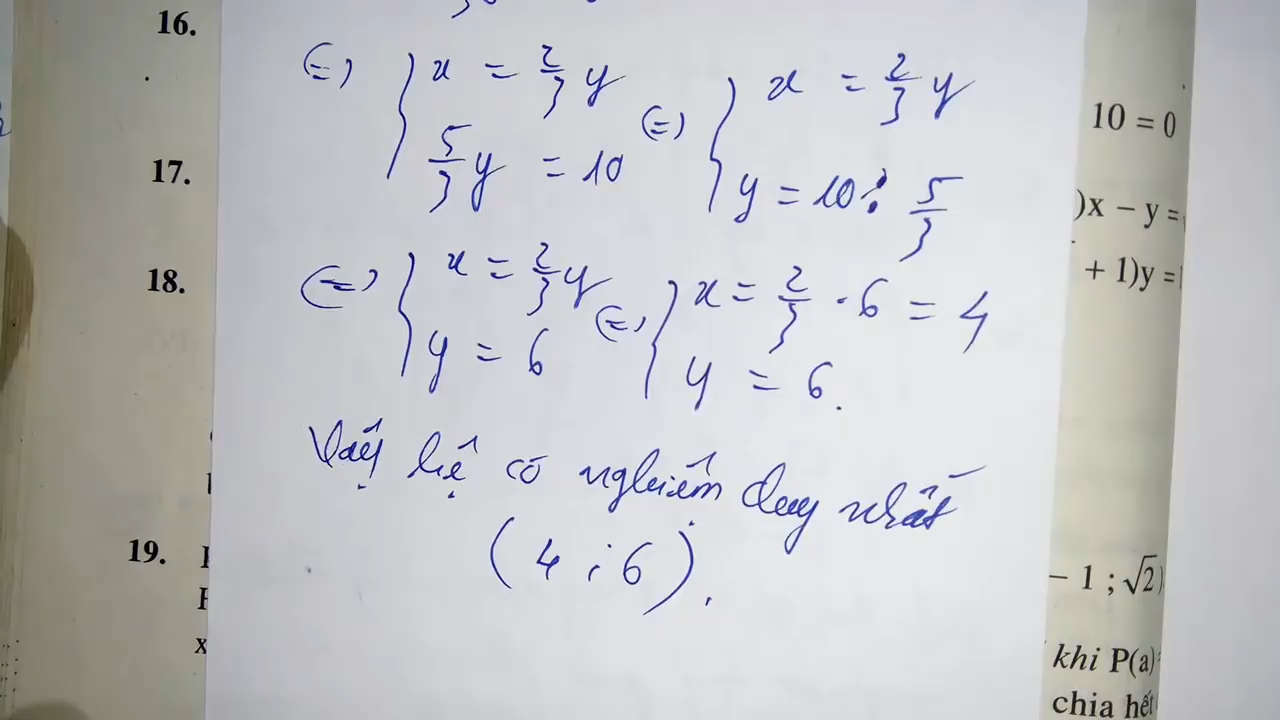 16.
(=) { x = 2/3 y (=) { x = 2/3 y
5/3 y = 10 y = 10 : 5/3
10 = 0
17.
)x – y =
+ 1)y =
18.
(=) { x = 2/3 y (=) { x = 2/3 · 6 = 4
y = 6 y = 6.
Vậy hệ có nghiệm duy nhất
(4 ; 6).
19.
– 1 ; √2)
x
khi P(a)
chia hết